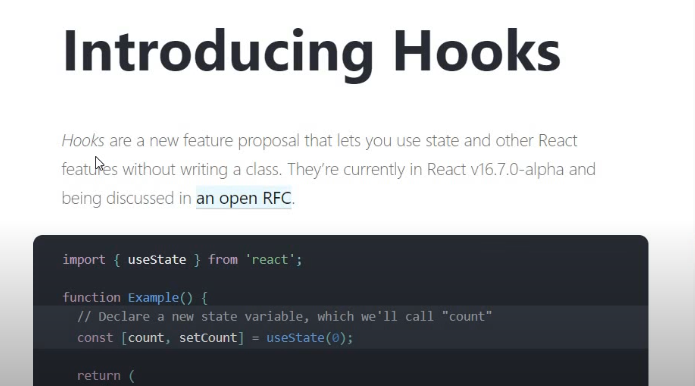 Introducing Hooks
Hooks are a new feature proposal that lets you use state and other React
features without writing a class. They're currently in React v16.7.0-alpha and
being discussed in an open RFC.
import { useState } from 'react';
function Example() {
// Declare a new state variable, which we'll call "count"
const [count, setCount] = useState(0);
return (